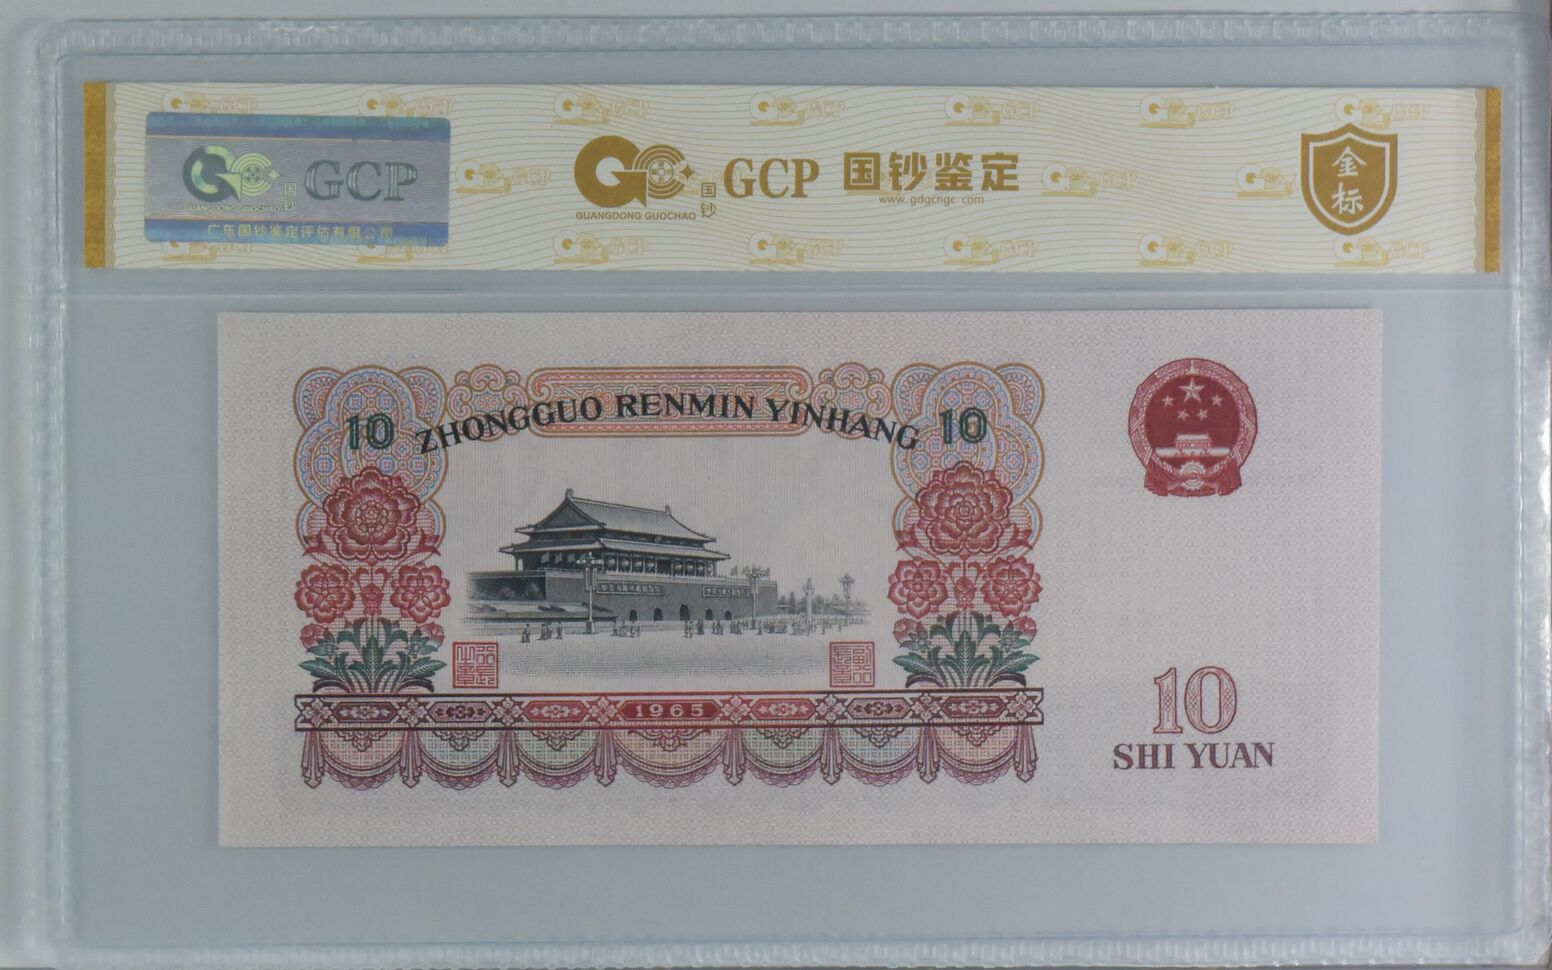 GCP 国钞
GUANGDONG GUOCHAO
广东国钞鉴定评估有限公司
GCP 国钞鉴定
国钞
GUANGDONG GUOCHAO
www.gdgcngc com
金标
10 ZHONGGUO RENMIN YINHANG 10
1965
10
SHI YUAN